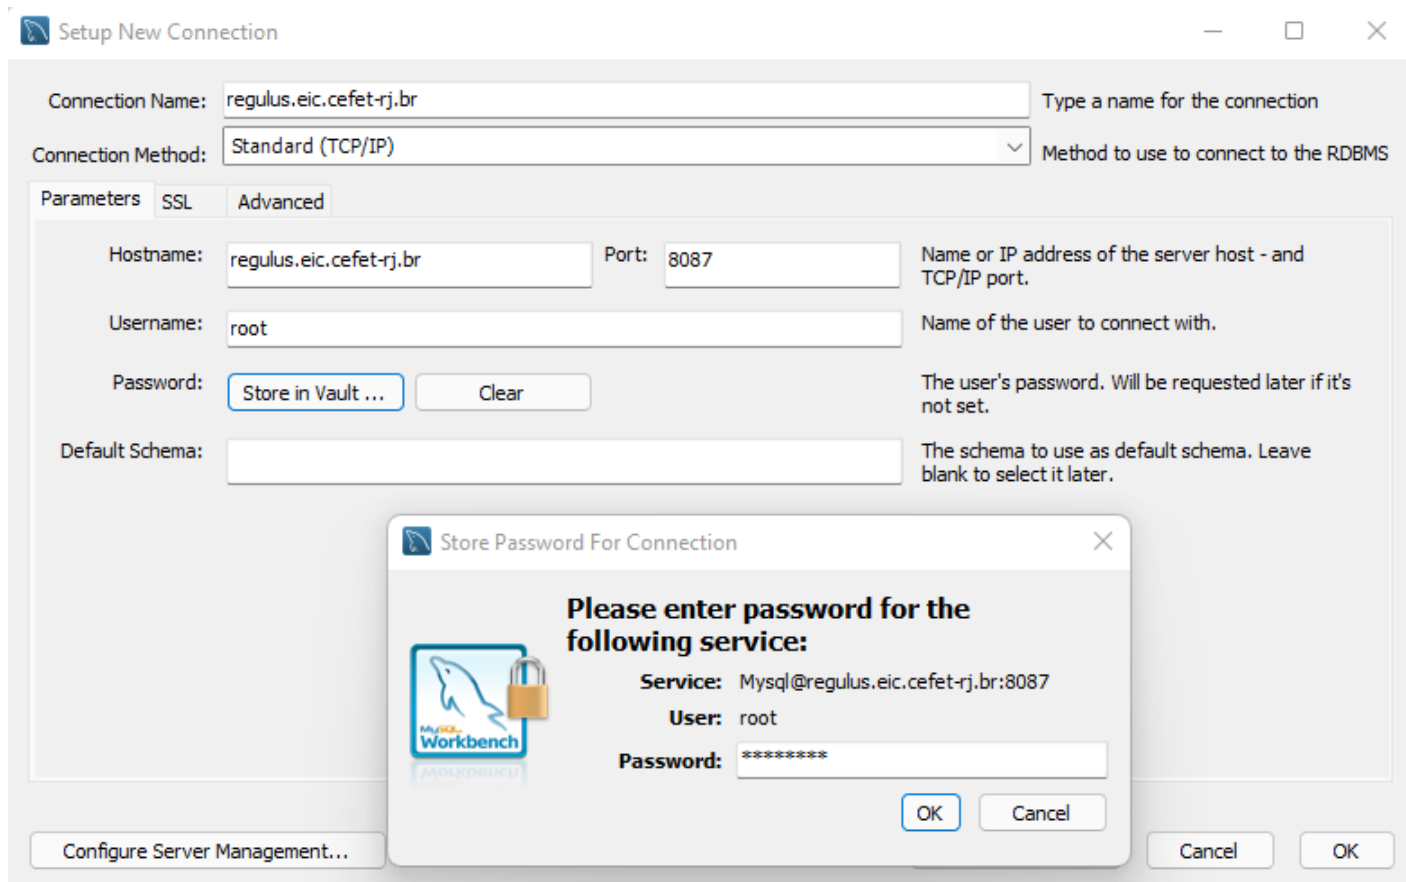 Setup New Connection
Connection Name: regulus.eic.cefet-rj.br Type a name for the connection
Connection Method: Standard (TCP/IP) Method to use to connect to the RDBMS
Parameters SSL Advanced
Hostname: regulus.eic.cefet-rj.br Port: 8087 Name or IP address of the server host - and
TCP/IP port.
Username: root Name of the user to connect with.
Password: Store in Vault ... Clear The user's password. Will be requested later if it's
not set.
Default Schema: The schema to use as default schema. Leave
blank to select it later.
Store Password For Connection
Please enter password for the
following service:
Service: Mysql@regulus.eic.cefet-rj.br:8087
User: root
Password: ********
MySQL
Workbench
OK Cancel
Configure Server Management... Cancel OK